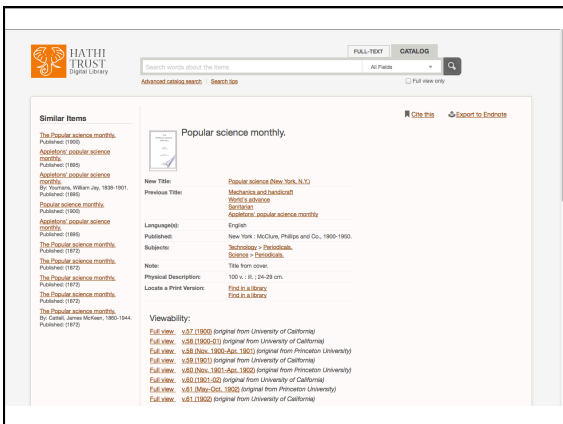 HATHI
TRUST
Digital Library
FULL-TEXT CATALOG
Search words about the items All Fields
Advanced catalog search Search tips Full view only
Cite this Export to Endnote
Similar Items
The Popular science monthly.
Published: (1900)
Appletons' popular science
monthly.
Published: (1895)
Appletons' popular science
monthly.
By: Youmans, William Jay, 1838-1901.
Published: (1895)
Popular science monthly.
Published: (1900)
Appletons' popular science
monthly.
Published: (1895)
The Popular science monthly.
Published: (1872)
The Popular science monthly.
Published: (1872)
The Popular science monthly.
Published: (1872)
The Popular science monthly.
Published: (1872)
The Popular science monthly.
By: Cattell, James McKeen, 1860-1944.
Published: (1872)
Popular science monthly.
New Title: Popular science (New York, N.Y.)
Previous Title: Mechanics and handicraft
World's advance
Sanitarian
Appletons' popular science monthly
Language(s): English
Published: New York : McClure, Phillips and Co., 1900-1950.
Subjects: Technology > Periodicals.
Science > Periodicals.
Note: Title from cover.
Physical Description: 100 v. : ill. ; 24-29 cm.
Locate a Print Version: Find in a library
Find in a library
Viewability:
Full view v.57 (1900) (original from University of California)
Full view v.58 (1900-01) (original from University of California)
Full view v.58 (Nov. 1900-Apr. 1901) (original from Princeton University)
Full view v.59 (1901) (original from University of California)
Full view v.60 (Nov. 1901-Apr. 1902) (original from Princeton University)
Full view v.60 (1901-02) (original from University of California)
Full view v.61 (May-Oct. 1902) (original from Princeton University)
Full view v.61 (1902) (original from University of California)